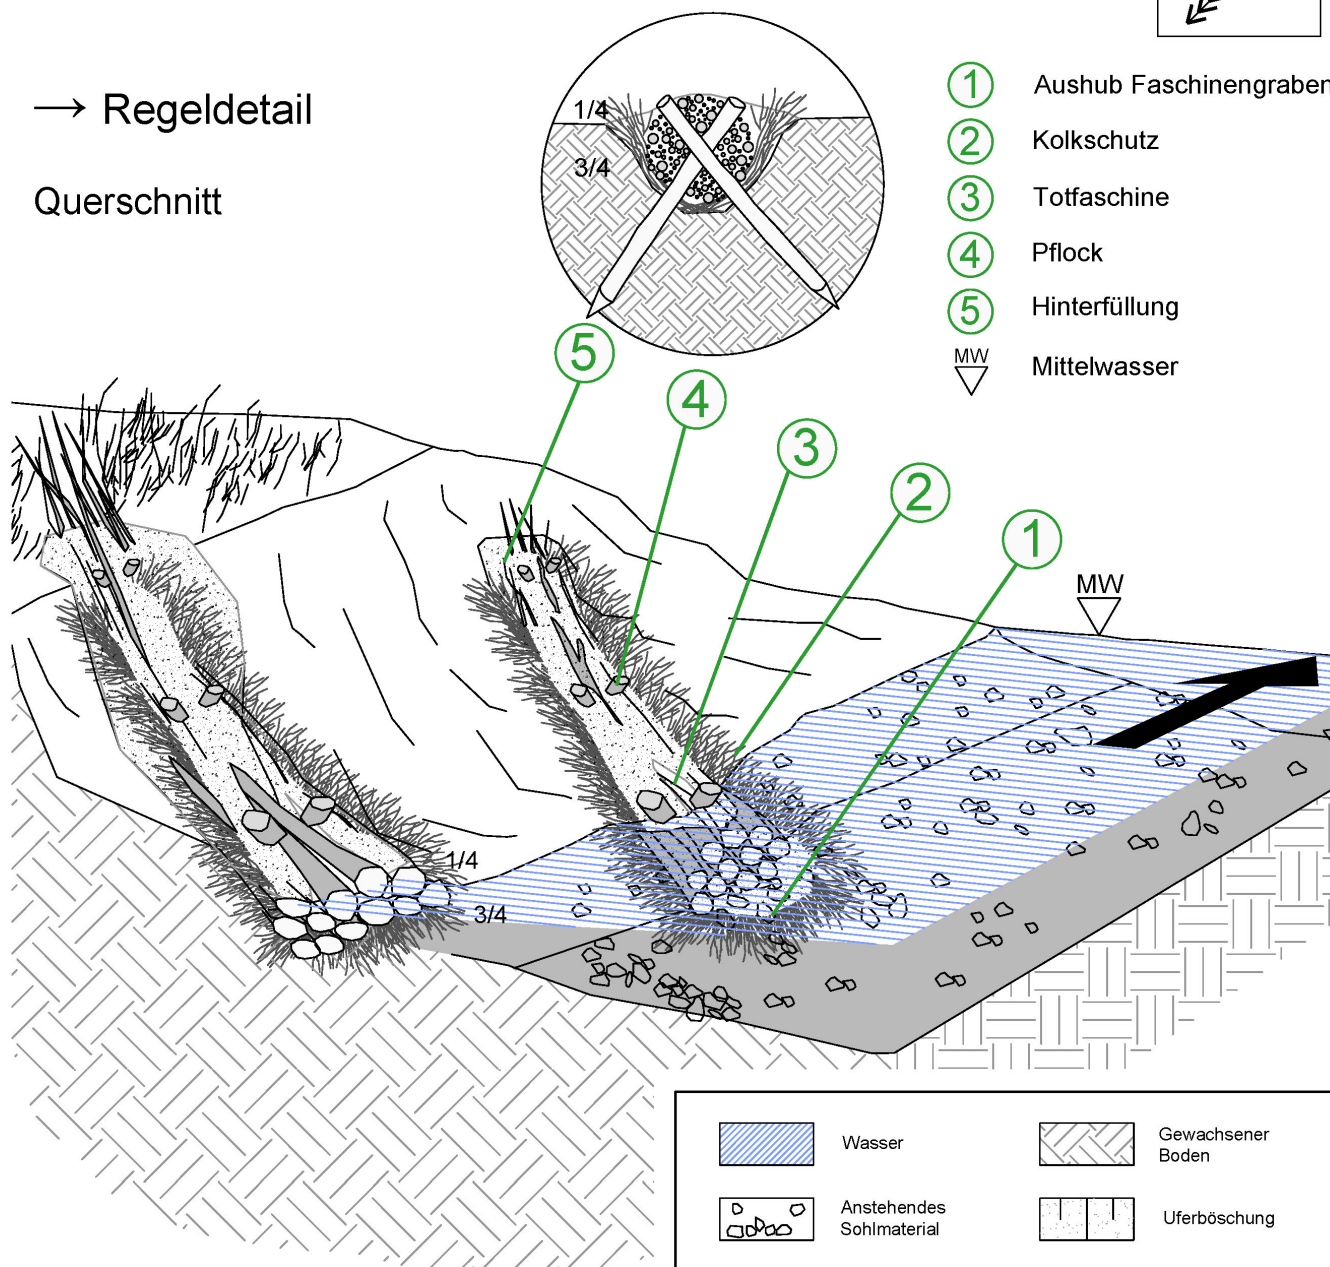 → Regeldetail
Querschnitt
1/4
3/4
1 Aushub Faschinengraben
2 Kolkschutz
3 Totfaschine
4 Pflock
5 Hinterfüllung
MW Mittelwasser
5
4
3
2
1
MW
1/4
3/4
Wasser
Gewachsener
Boden
Anstehendes
Sohlmaterial
Uferböschung